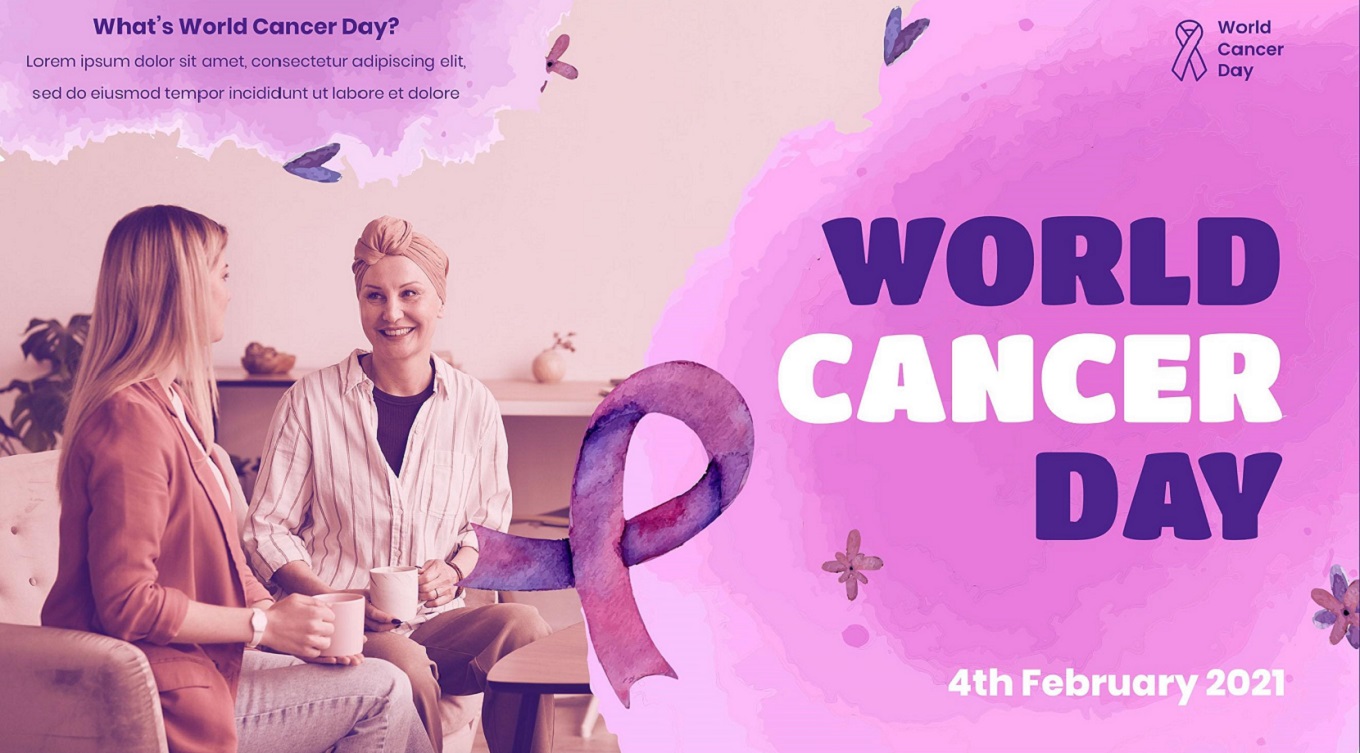 What's World Cancer Day?
Lorem ipsum dolor sit amet, consectetur adipiscing elit,
sed do eiusmod tempor incididunt ut labore et dolore
World
Cancer
Day
WORLD
CANCER
DAY
4th February 2021